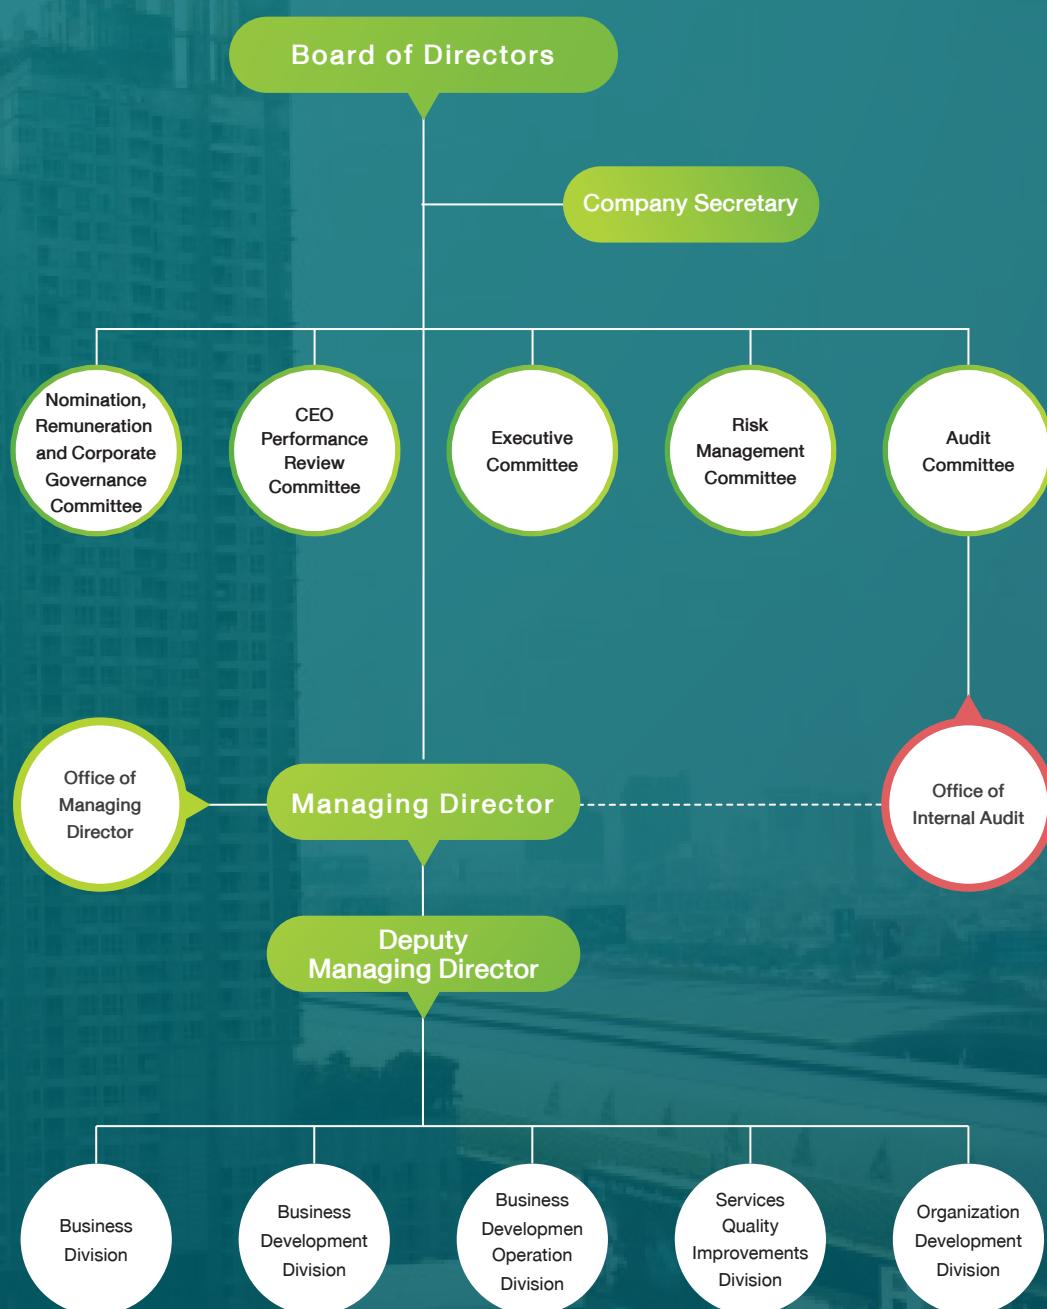 Board of Directors
Company Secretary
Nomination,
Remuneration
and Corporate
Governance
Committee
CEO
Performance
Review
Committee
Executive
Committee
Risk
Management
Committee
Audit
Committee
Office of
Managing
Director
Managing Director
Office of
Internal Audit
Deputy
Managing Director
Business
Division
Business
Development
Division
Business
Developmen
Operation
Division
Services
Quality
Improvements
Division
Organization
Development
Division